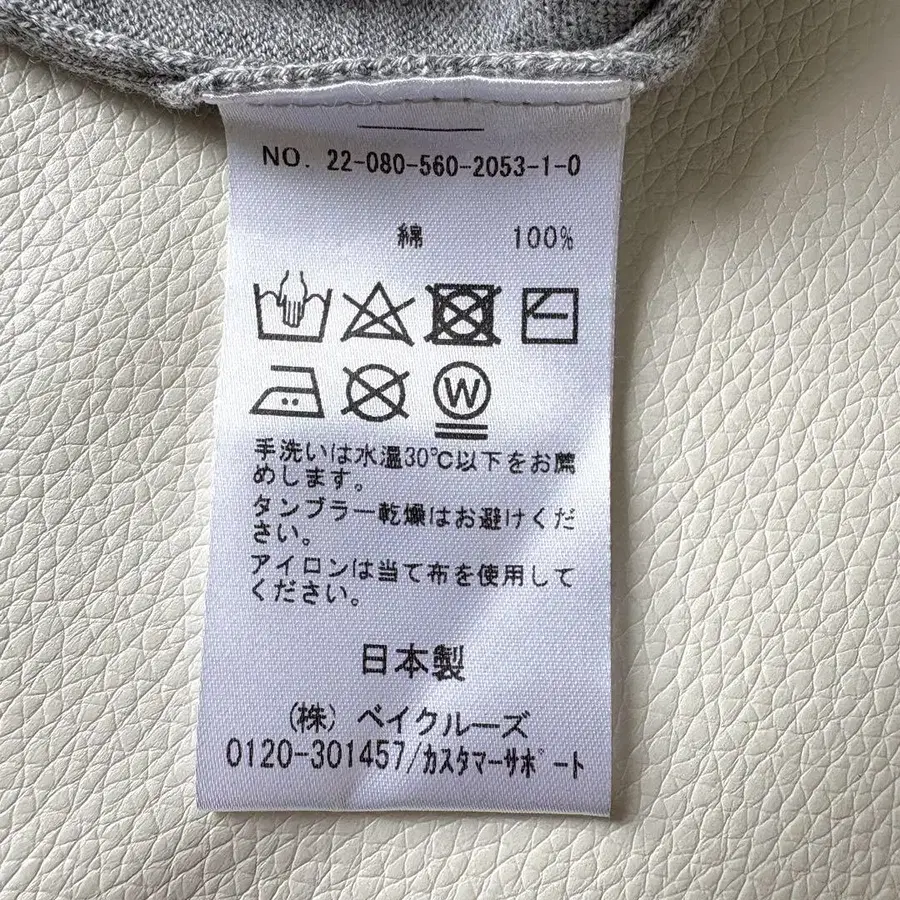 NO. 22-080-560-2053-1-0
綿 100%
W
手洗いは水温30℃以下をお薦
めします。
タンブラー乾燥はお避けくだ
さい。
アイロンは当て布を使用して
ください。
日本製
(株) ベイクルーズ
0120-301457/カスタマーサポート